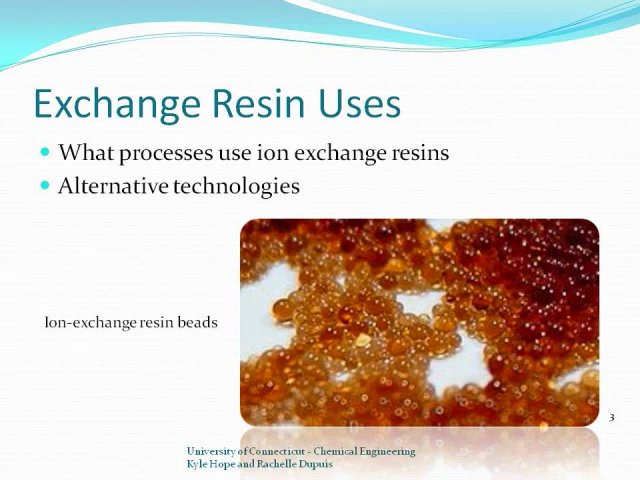 Exchange Resin Uses
What processes use ion exchange resins
Alternative technologies
Ion-exchange resin beads
3
University of Connecticut - Chemical Engineering
Kyle Hope and Rachelle Dupuis